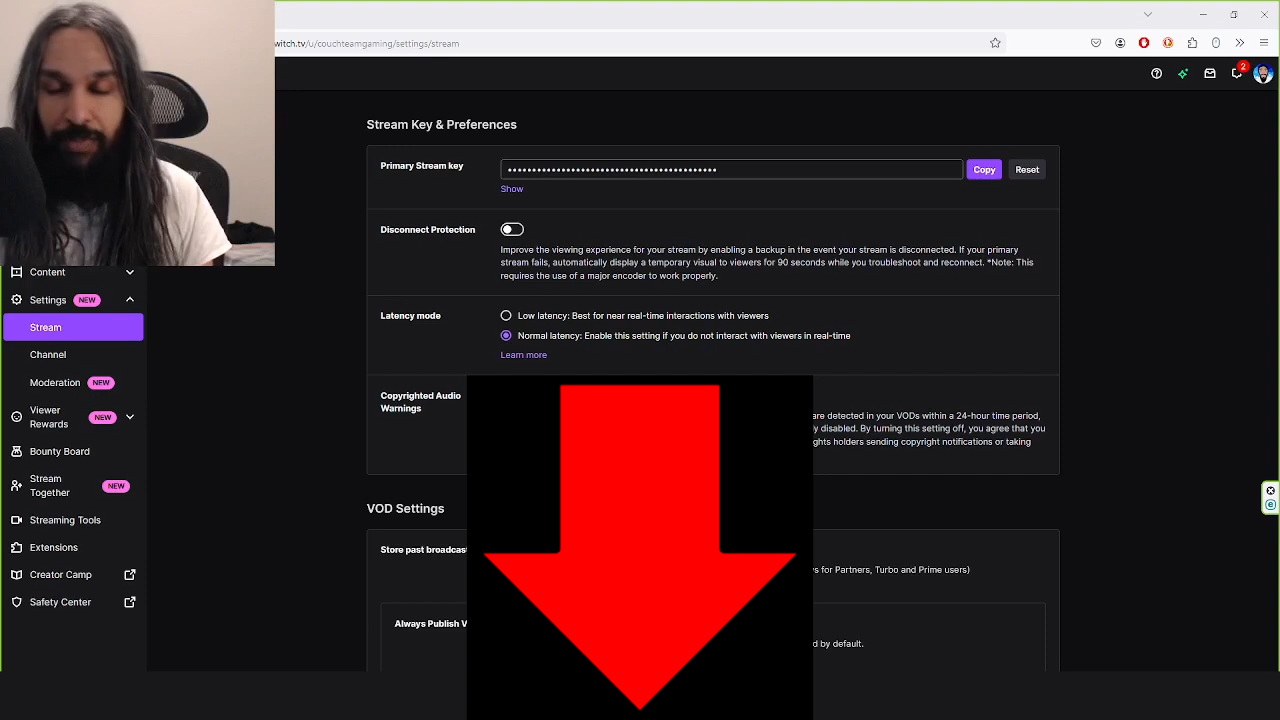 witch.tv/u/couchteamgaming/settings/stream
2
Stream Key & Preferences
Primary Stream key
••••••••••••••••••••••••••••••••••••••••••••
Copy
Reset
Show
Disconnect Protection
Improve the viewing experience for your stream by enabling a backup in the event your stream is disconnected. If your primary
stream fails, automatically display a temporary visual to viewers for 90 seconds while you troubleshoot and reconnect. *Note: This
requires the use of a major encoder to work properly.
Latency mode
Low latency: Best for near real-time interactions with viewers
Normal latency: Enable this setting if you do not interact with viewers in real-time
Learn more
Copyrighted Audio
Warnings
are detected in your VODs within a 24-hour time period,
ly disabled. By turning this setting off, you agree that you
ghts holders sending copyright notifications or taking
VOD Settings
Store past broadcas
s for Partners, Turbo and Prime users)
Always Publish V
d by default.
Content
Settings NEW
Stream
Channel
Moderation NEW
Viewer
Rewards NEW
Bounty Board
Stream
Together NEW
Streaming Tools
Extensions
Creator Camp
Safety Center